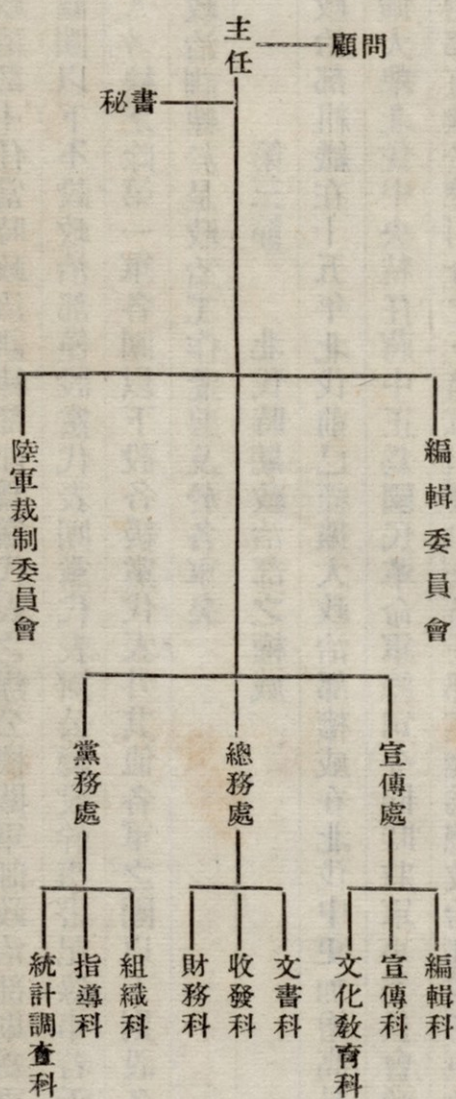 主任
顧問
秘書
編輯委員會
陸軍裁制委員會
宣傳處
總務處
黨務處
編輯科
宣傳科
文化敎育科
文書科
收發科
財務科
組織科
指導科
統計調查科